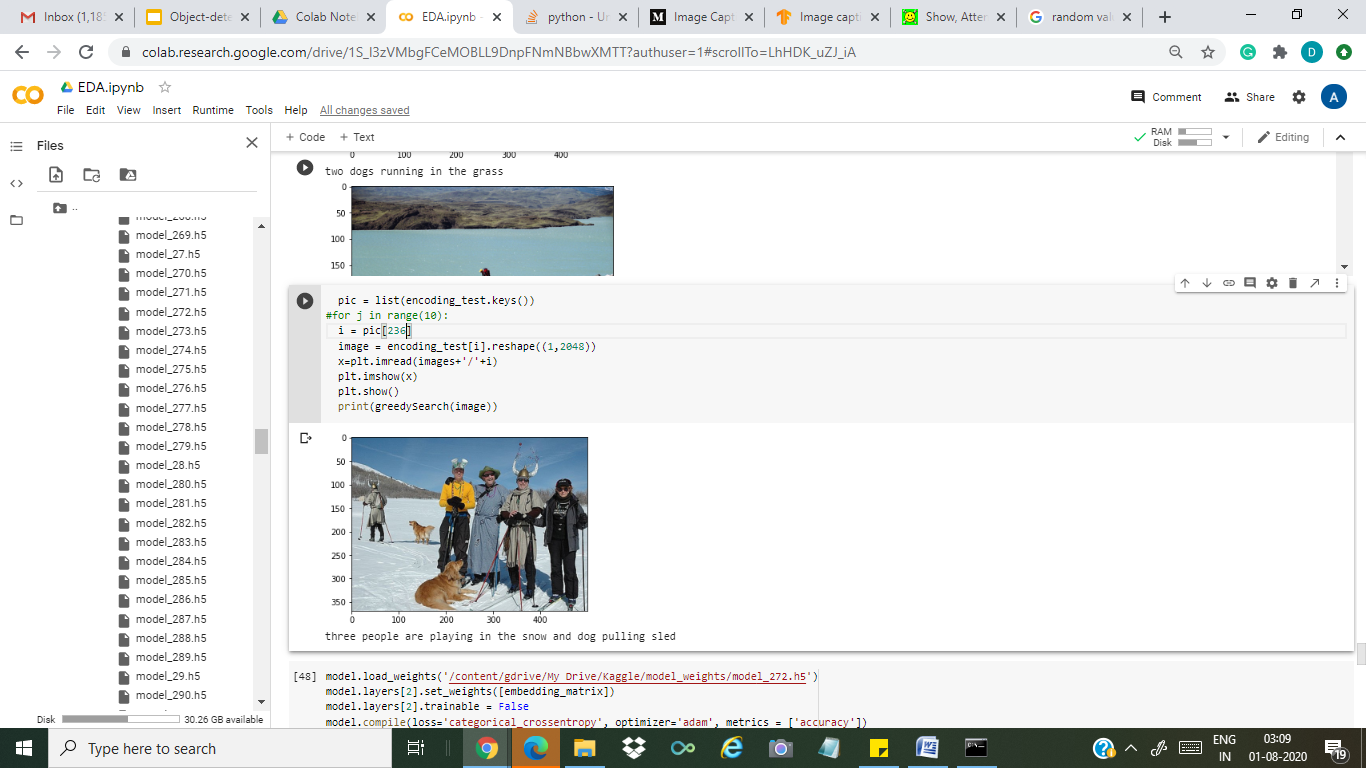 Inbox (1,18
Object-dete
Colab Note
EDA.ipynb -
python - Ur
Image Capt
Image capti
Show, Atter
random val
colab.research.google.com/drive/1S_l3zVMbgFCeMOBLL9DnpFNmNBbwXMTT?authuser=1#scrollTo=LhHDK_uZJ_iA
D
EDA.ipynb
File Edit View Insert Runtime Tools Help All changes saved
Comment Share A
Files
+ Code + Text
RAM
Disk
Editing
..
model_269.h5
model_27.h5
model_270.h5
model_271.h5
model_272.h5
model_273.h5
model_274.h5
model_275.h5
model_276.h5
model_277.h5
model_278.h5
model_279.h5
model_28.h5
model_280.h5
model_281.h5
model_282.h5
model_283.h5
model_284.h5
model_285.h5
model_286.h5
model_287.h5
model_288.h5
model_289.h5
model_29.h5
model_290.h5
Disk 30.26 GB available
0 100 200 300 400
two dogs running in the grass
0
50
100
150
pic = list(encoding_test.keys())
#for j in range(10):
i = pic[236]
image = encoding_test[i].reshape((1,2048))
x=plt.imread(images+'/'+i)
plt.imshow(x)
plt.show()
print(greedySearch(image))
0
50
100
150
200
250
300
350
0 100 200 300 400
three people are playing in the snow and dog pulling sled
[48] model.load_weights('/content/gdrive/My Drive/Kaggle/model_weights/model_272.h5')
model.layers[2].set_weights([embedding_matrix])
model.layers[2].trainable = False
model.compile(loss='categorical_crossentropy', optimizer='adam', metrics = ['accuracy'])
Type here to search
ENG
IN
03:09
01-08-2020
19